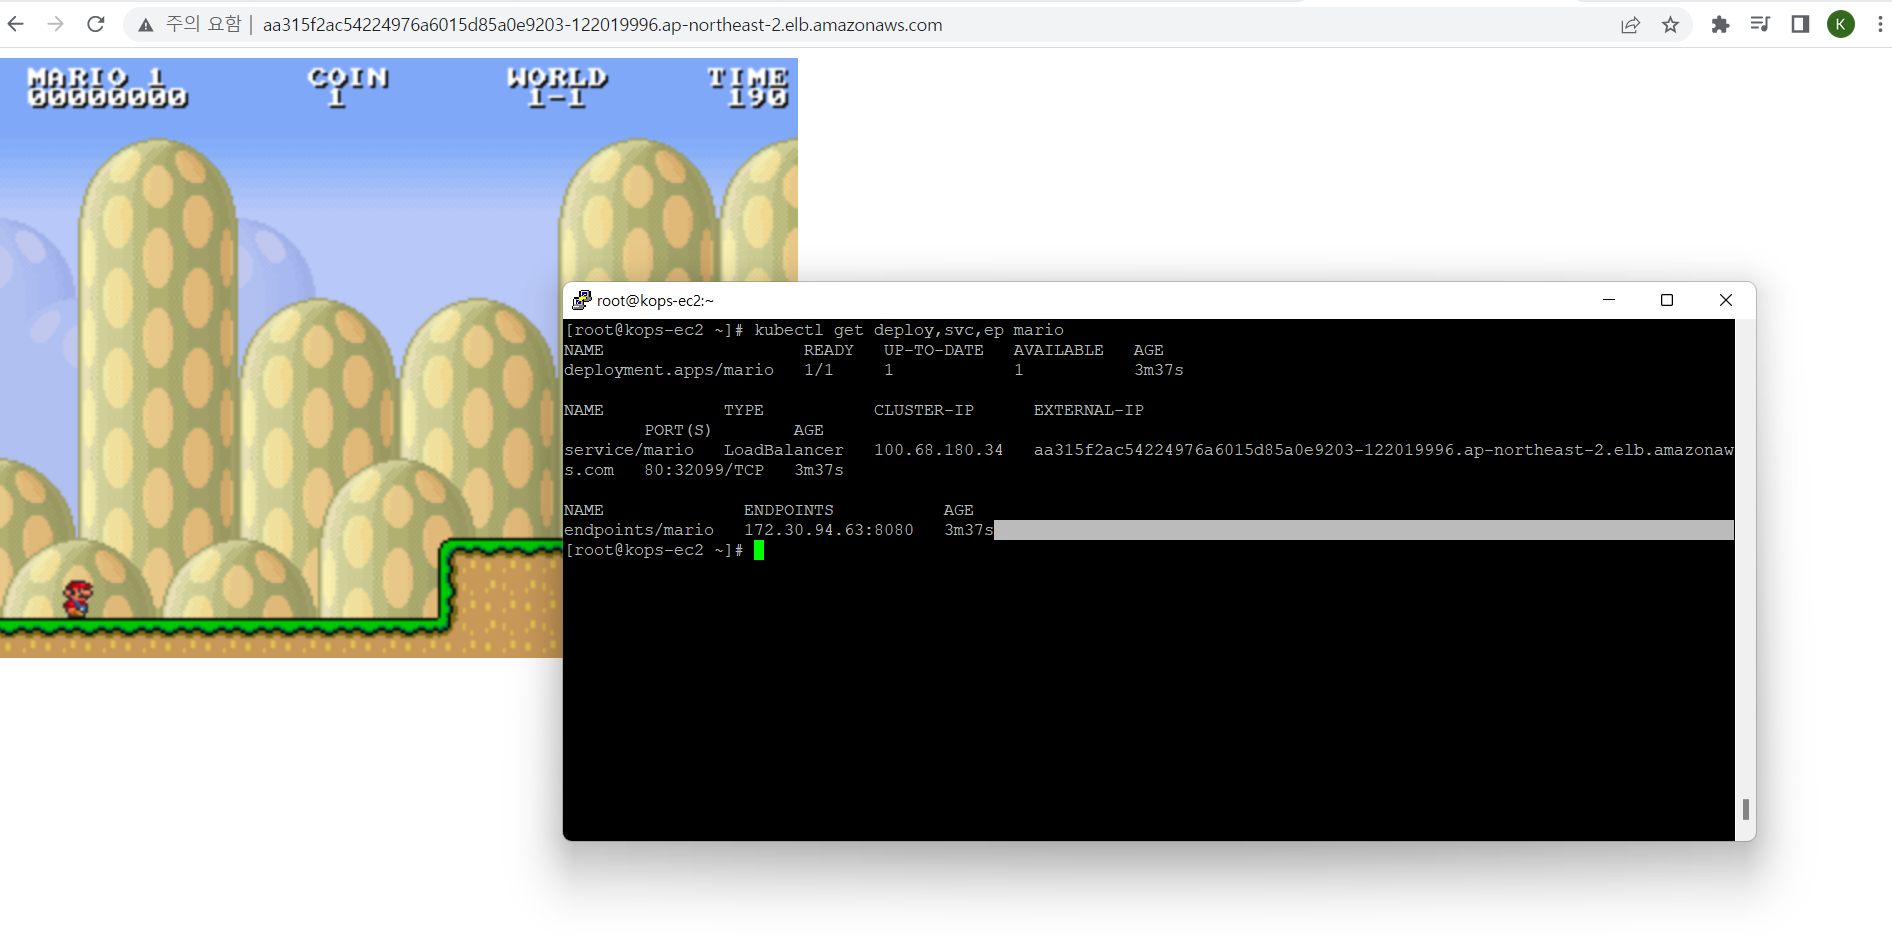 주의 요함 | aa315f2ac54224976a6015d85a0e9203-122019996.ap-northeast-2.elb.amazonaws.com
K
MARIO 1 COIN WORLD TIME
00000000 1 1-1 190
root@kops-ec2:~
[root@kops-ec2 ~]# kubectl get deploy,svc,ep mario
NAME READY UP-TO-DATE AVAILABLE AGE
deployment.apps/mario 1/1 1 1 3m37s
NAME TYPE CLUSTER-IP EXTERNAL-IP
PORT(S) AGE
service/mario LoadBalancer 100.68.180.34 aa315f2ac54224976a6015d85a0e9203-122019996.ap-northeast-2.elb.amazonaw
s.com 80:32099/TCP 3m37s
NAME ENDPOINTS AGE
endpoints/mario 172.30.94.63:8080 3m37s
[root@kops-ec2 ~]#